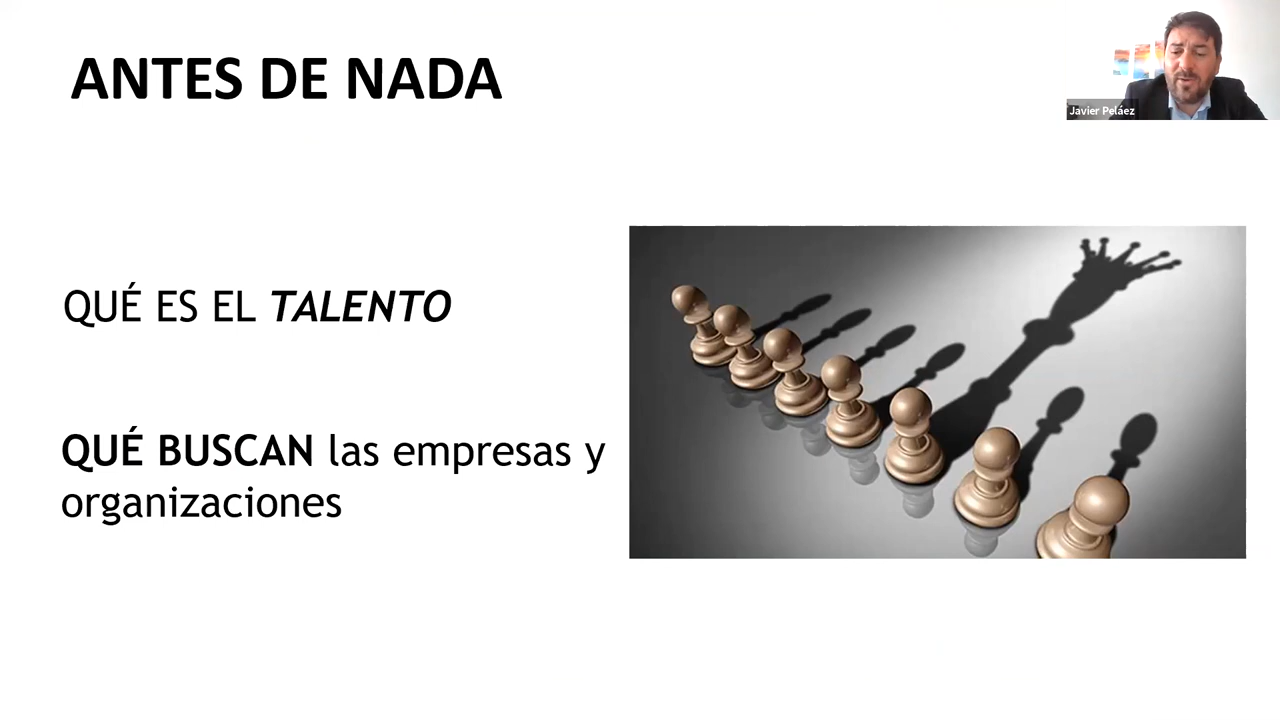 ANTES DE NADA
Javier Peláez
QUÉ ES EL TALENTO
QUÉ BUSCAN las empresas y
organizaciones